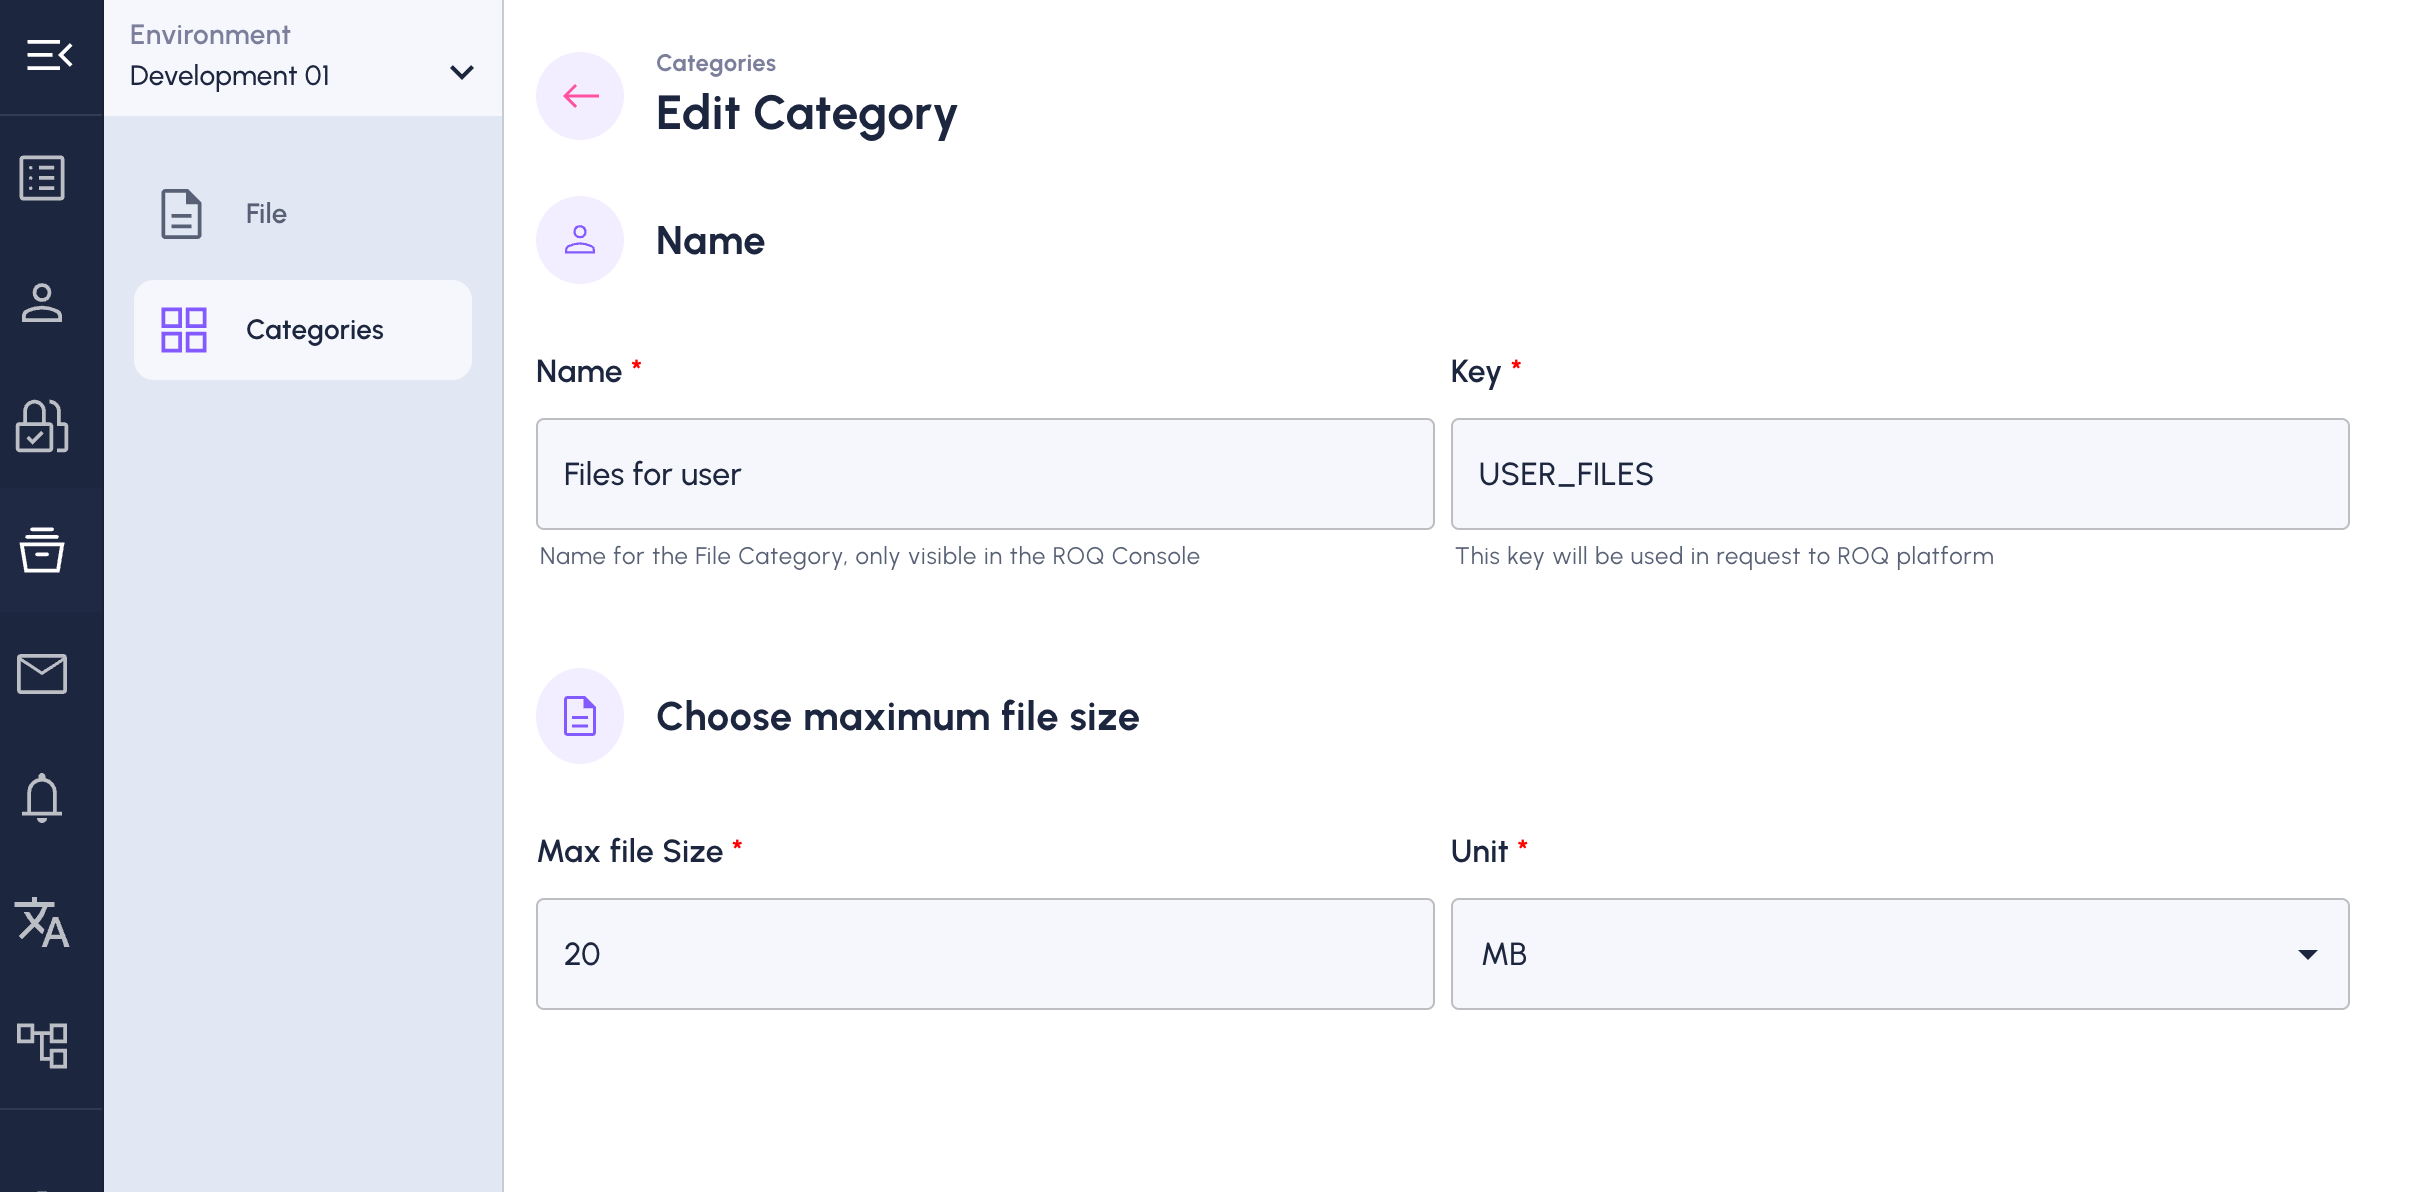 Environment
Development 01
File
Categories
Categories
Edit Category
Name
Name *
Key *
Files for user
USER_FILES
Name for the File Category, only visible in the ROQ Console
This key will be used in request to ROQ platform
Choose maximum file size
Max file Size *
Unit *
20
MB